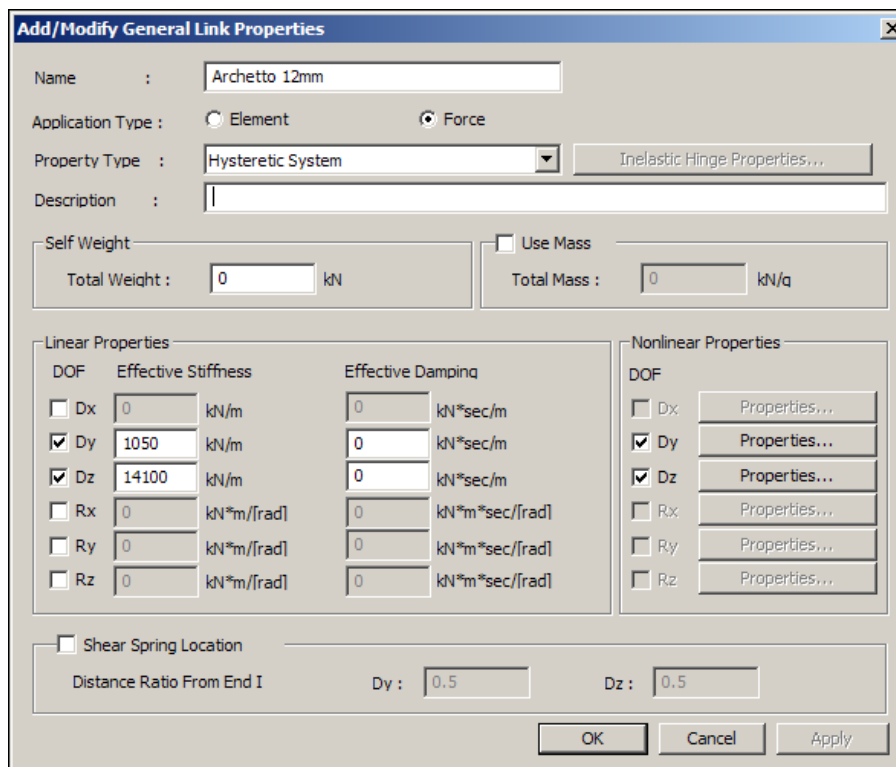 Add/Modify General Link Properties
Name : Archetto 12mm
Application Type : Element Force
Property Type : Hysteretic System Inelastic Hinge Properties...
Description :
Self Weight Use Mass
Total Weight : 0 kN Total Mass : 0 kN/g
Linear Properties Nonlinear Properties
DOF Effective Stiffness Effective Damping DOF
Dx 0 kN/m 0 kN*sec/m Dx Properties...
Dy 1050 kN/m 0 kN*sec/m Dy Properties...
Dz 14100 kN/m 0 kN*sec/m Dz Properties...
Rx 0 kN*m/[rad] 0 kN*m*sec/[rad] Rx Properties...
Ry 0 kN*m/[rad] 0 kN*m*sec/[rad] Ry Properties...
Rz 0 kN*m/[rad] 0 kN*m*sec/[rad] Rz Properties...
Shear Spring Location
Distance Ratio From End I Dy : 0.5 Dz : 0.5
OK Cancel Apply